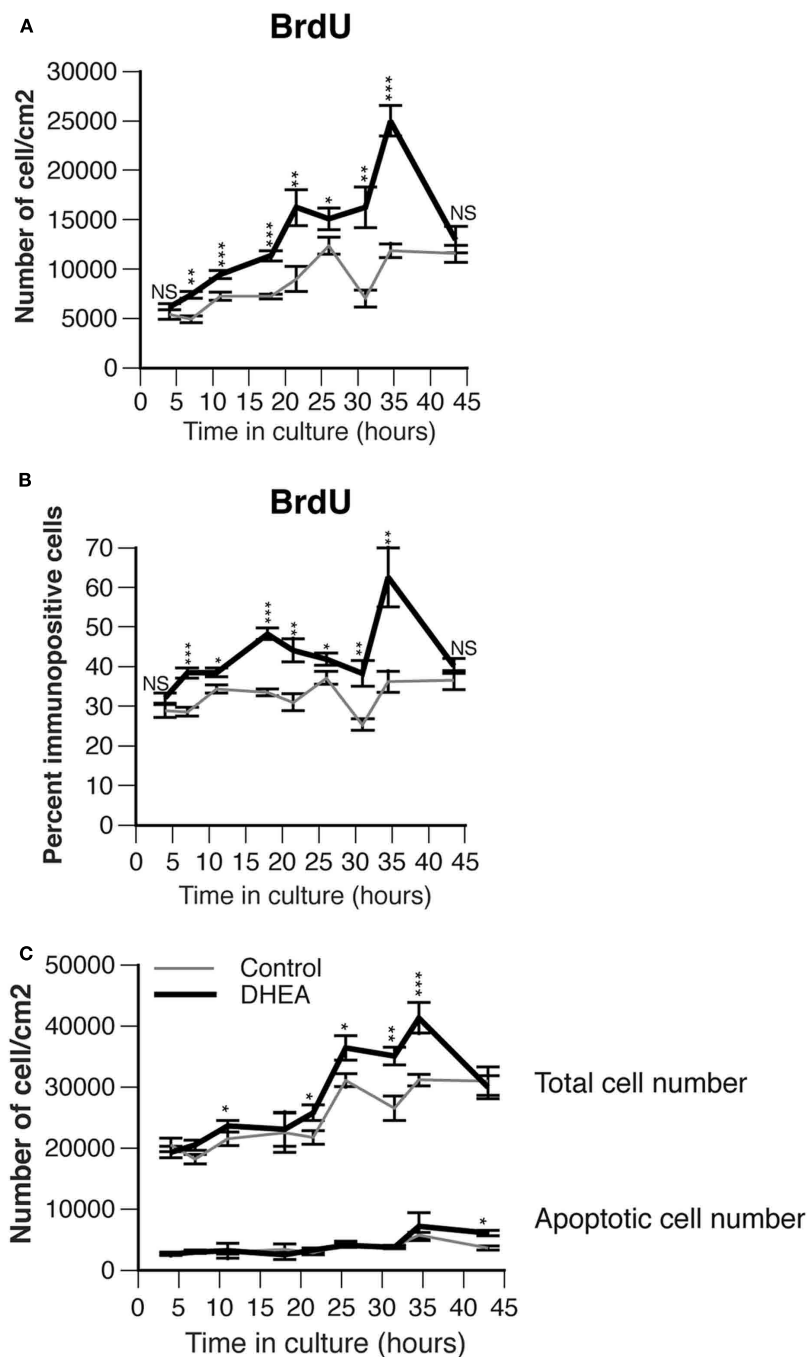 A
BrdU
Number of cell/cm2
30000
25000
20000
15000
10000
5000
0
NS
**
***
***
**
*
**
***
NS
0 5 10 15 20 25 30 35 40 45
Time in culture (hours)
B
BrdU
Percent immunopositive cells
70
60
50
40
30
20
10
0
NS
***
*
***
**
*
**
**
NS
0 5 10 15 20 25 30 35 40 45
Time in culture (hours)
C
Number of cell/cm2
50000
40000
30000
20000
10000
0
Control
DHEA
*
*
*
**
***
Total cell number
*
Apoptotic cell number
0 5 10 15 20 25 30 35 40 45
Time in culture (hours)